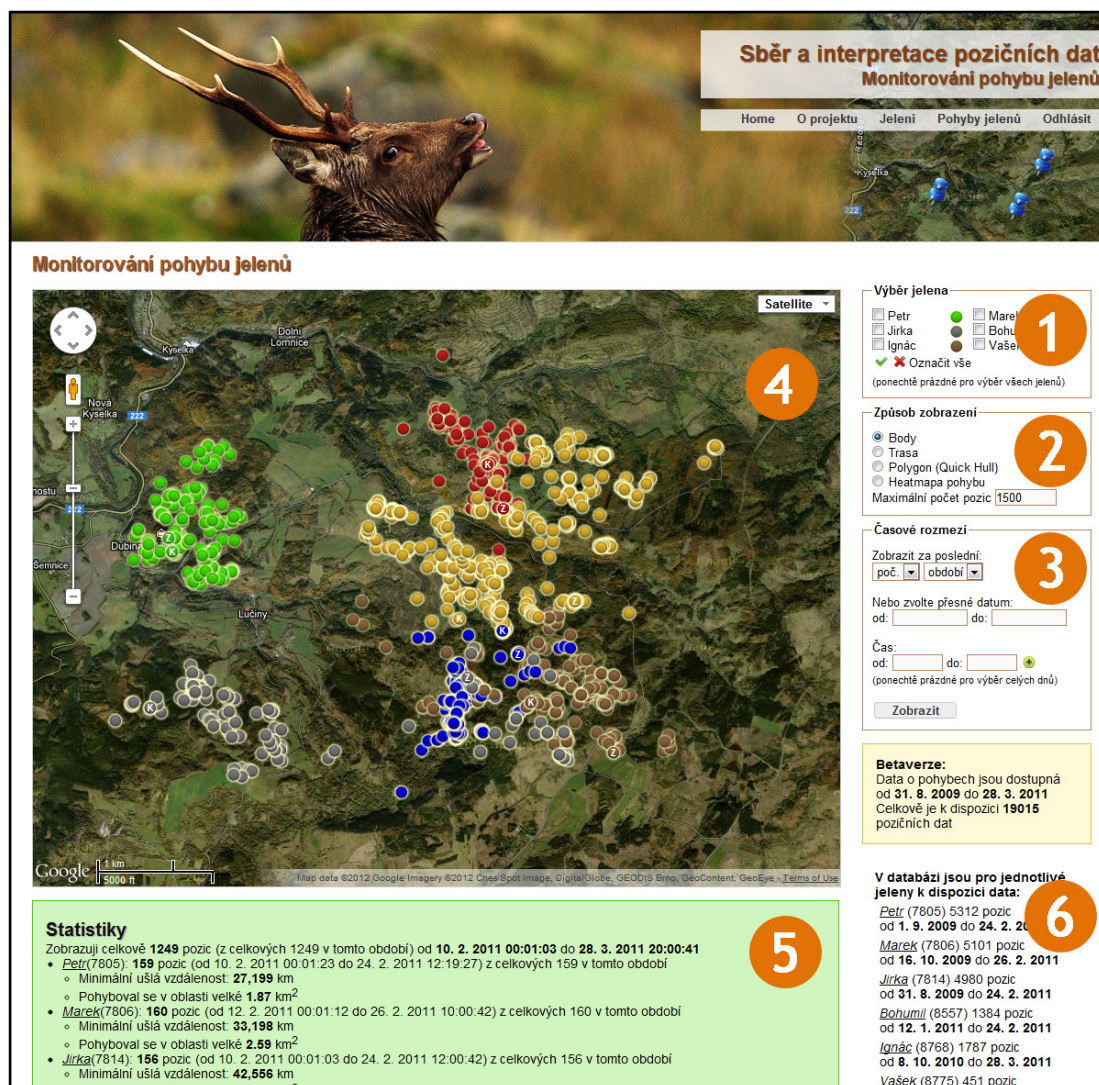 Sběr a interpretace pozičních dat
Monitorování pohybu jelenů
Home O projektu Jeleni Pohyby jelenů Odhlásit
Kyselka
222
Monitorování pohybu jelenů
Satellite
Kyselka
Dolní
Lomnice
Nová
Kyselka
222
222
Dubina
Semnice
Lučiny
4
K
Z
Z
K
Z
K
Z
Z
K
K
Z
Google
1 km
5000 ft
Map data ©2012 Google Imagery ©2012 Cnes/Spot Image, DigitalGlobe, GEODIS Brno, GeoContent, GeoEye - Terms of Use
Výběr jelena
Petr Marek
Jirka
Ignác Vašek
1
Označit vše
(ponechtě prázdné pro výběr všech jelenů)
Způsob zobrazení
Body
Trasa
Polygon (Quick Hull)
Heatmapa pohybu
Maximální počet pozic 1500
2
Časové rozmezí
Zobrazit za poslední:
poč. období
3
Nebo zvolte přesné datum:
od: do:
Čas:
od: do:
(ponechtě prázdné pro výběr celých dnů)
Zobrazit
Betaverze:
Data o pohybech jsou dostupná
od 31. 8. 2009 do 28. 3. 2011
Celkově je k dispozici 19015
pozičních dat
V databázi jsou pro jednotlivé
jeleny k dispozici data:
Petr (7805) 5312 pozic
od 1. 9. 2009 do 24. 2.
6
Marek (7806) 5101 pozic
od 16. 10. 2009 do 26. 2. 2011
Jirka (7814) 4980 pozic
od 31. 8. 2009 do 24. 2. 2011
Bohumil (8557) 1384 pozic
od 12. 1. 2011 do 24. 2. 2011
Ignác (8768) 1787 pozic
od 8. 10. 2010 do 28. 3. 2011
Vašek (8775) 451 pozic
Statistiky
5
Zobrazuji celkově 1249 pozic (z celkových 1249 v tomto období) od 10. 2. 2011 00:01:03 do 28. 3. 2011 20:00:41
Petr(7805): 159 pozic (od 10. 2. 2011 00:01:23 do 24. 2. 2011 12:19:27) z celkových 159 v tomto období
Minimální ušlá vzdálenost: 27,199 km
Pohyboval se v oblasti velké 1.87 km2
Marek(7806): 160 pozic (od 12. 2. 2011 00:01:12 do 26. 2. 2011 10:00:42) z celkových 160 v tomto období
Minimální ušlá vzdálenost: 33,198 km
Pohyboval se v oblasti velké 2.59 km2
Jirka(7814): 156 pozic (od 10. 2. 2011 00:01:03 do 24. 2. 2011 12:00:42) z celkových 156 v tomto období
Minimální ušlá vzdálenost: 42,556 km